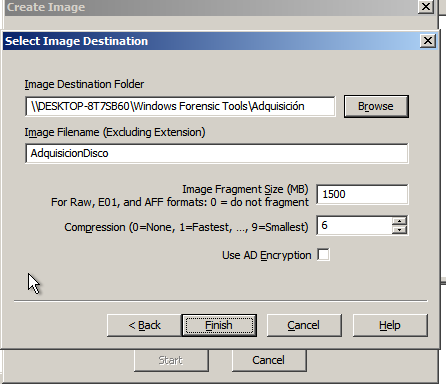 Create Image
Select Image Destination
Image Destination Folder
\\DESKTOP-8T7SB60\Windows Forensic Tools\Adquisición
Browse
Image Filename (Excluding Extension)
AdquisicionDisco
Image Fragment Size (MB)
1500
For Raw, E01, and AFF formats: 0 = do not fragment
Compression (0=None, 1=Fastest, ..., 9=Smallest)
6
Use AD Encryption
< Back
Finish
Cancel
Help
Start
Cancel